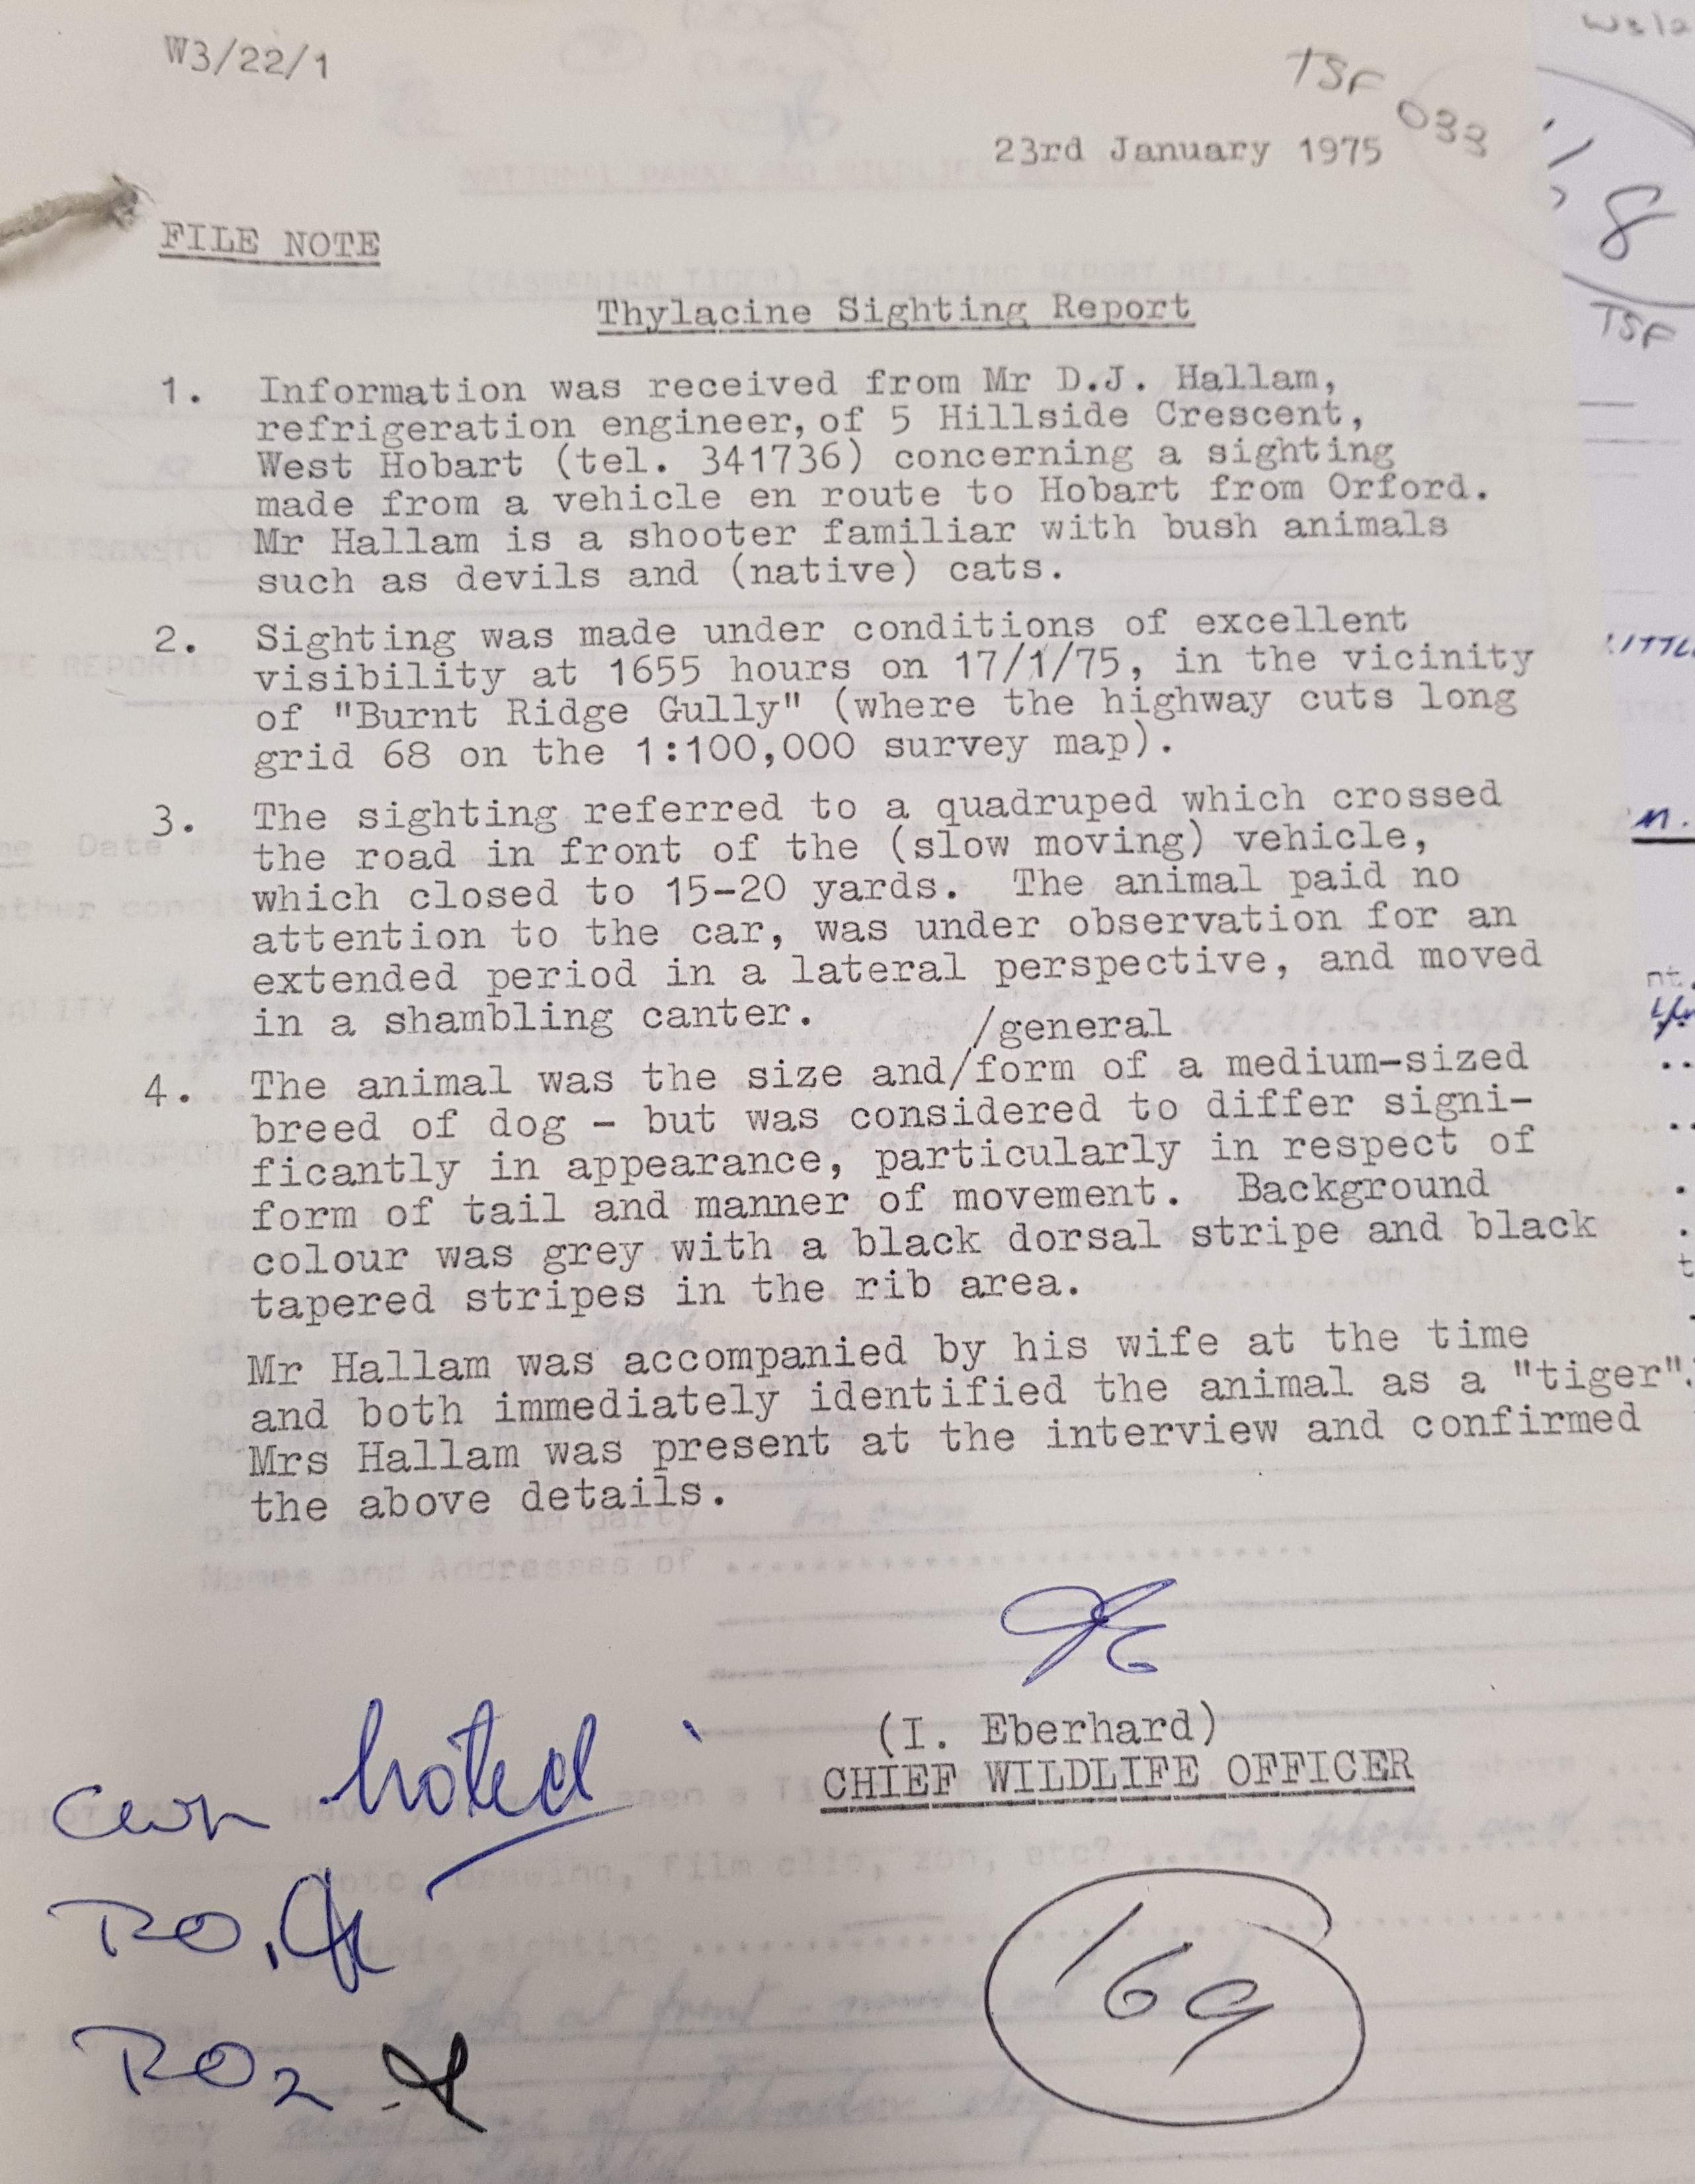 W3/22/1
TSF 033
23rd January 1975
FILE NOTE
Thylacine Sighting Report
1. Information was received from Mr D.J. Hallam,
refrigeration engineer, of 5 Hillside Crescent,
West Hobart (tel. 341736) concerning a sighting
made from a vehicle en route to Hobart from Orford.
Mr Hallam is a shooter familiar with bush animals
such as devils and (native) cats.
2. Sighting was made under conditions of excellent
visibility at 1655 hours on 17/1/75, in the vicinity
of "Burnt Ridge Gully" (where the highway cuts long
grid 68 on the 1:100,000 survey map).
3. The sighting referred to a quadruped which crossed
the road in front of the (slow moving) vehicle,
which closed to 15-20 yards. The animal paid no
attention to the car, was under observation for an
extended period in a lateral perspective, and moved
in a shambling canter.
/general
4. The animal was the size and/form of a medium-sized
breed of dog - but was considered to differ signi-
ficantly in appearance, particularly in respect of
form of tail and manner of movement. Background
colour was grey with a black dorsal stripe and black
tapered stripes in the rib area.
Mr Hallam was accompanied by his wife at the time
and both immediately identified the animal as a "tiger".
Mrs Hallam was present at the interview and confirmed
the above details.
(I. Eberhard)
CHIEF WILDLIFE OFFICER
noted
RO1
RO2
169
8
TSF
Names and Addresses of